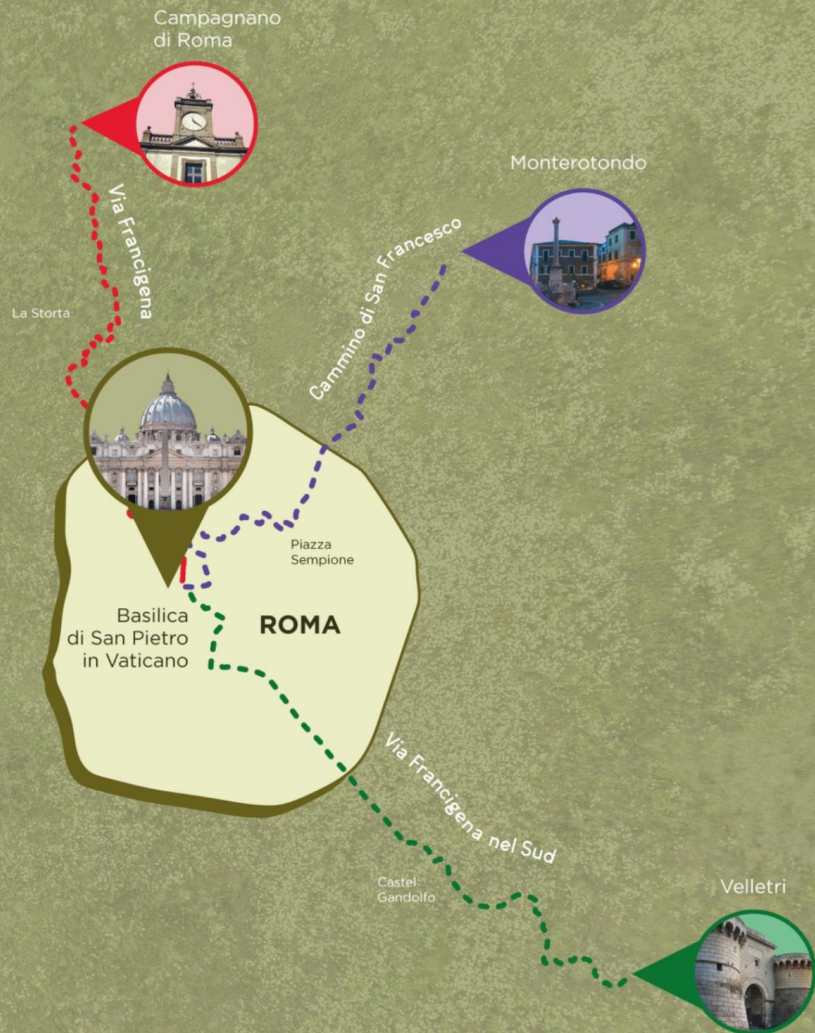 Campagnano
di Roma
Monterotondo
Via Francigena
Cammino di San Francesco
La Storta
Piazza
Sempione
Basilica
di San Pietro
in Vaticano
ROMA
Via Francigena nel Sud
Castel
Gandolfo
Velletri